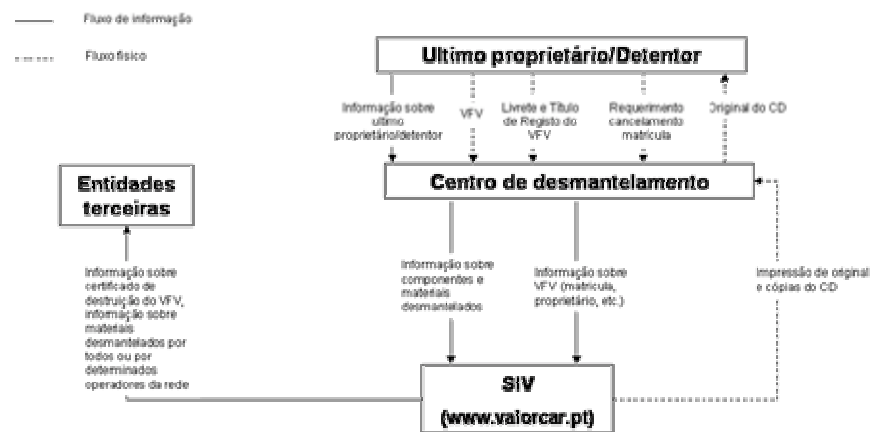 Fluxo de informação
Fluxo físico
Ultimo proprietário/Detentor
Informação sobre
ultimo
proprietário/detentor
VFV
Livrete e Título
de Registo do
VFV
Requerimento
cancelamento
matrícula
Original do CD
Entidades
terceiras
Centro de desmantelamento
Informação sobre
certificado de
destruição do VFV,
informação sobre
materiais
desmantelados por
todos ou por
determinados
operadores da rede
Informação sobre
componentes e
materiais
desmantelados
Informação sobre
VFV (matricula,
proprietário, etc.)
Impressão de original
e cópias do CD
SIV
(www.valorcar.pt)